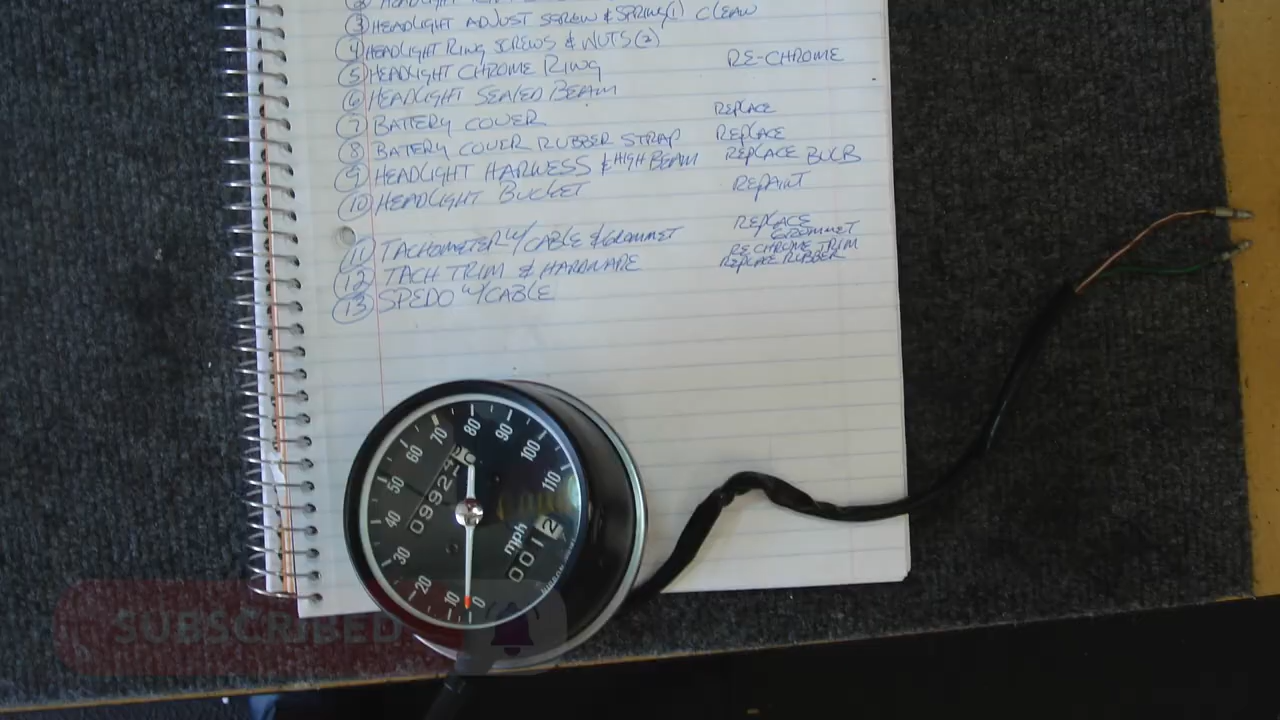 ③ HEADLIGHT ADJUST SCREW & SPRING(1) CLEAN
④ HEADLIGHT RING SCREWS & NUTS (2)
⑤ HEADLIGHT CHROME RING RE-CHROME
⑥ HEADLIGHT SEALED BEAM
⑦ BATTERY COVER REPLACE
⑧ BATERY COVER RUBBER STRAP REPLACE
⑨ HEADLIGHT HARNESS & HIGH BEAM REPLACE BULB
⑩ HEADLIGHT BUCKET REPAINT
⑪ TACHOMETER W/CABLE & GROMMET REPLACE GROMMET
⑫ TACH TRIM & HARDWARE RE CHROME TRIM
REPLACE RUBBER
⑬ SPEDO W/CABLE
0 10 20 30 40 50 60 70 80 90 100 110
mph
0012
SUBSCRIBED